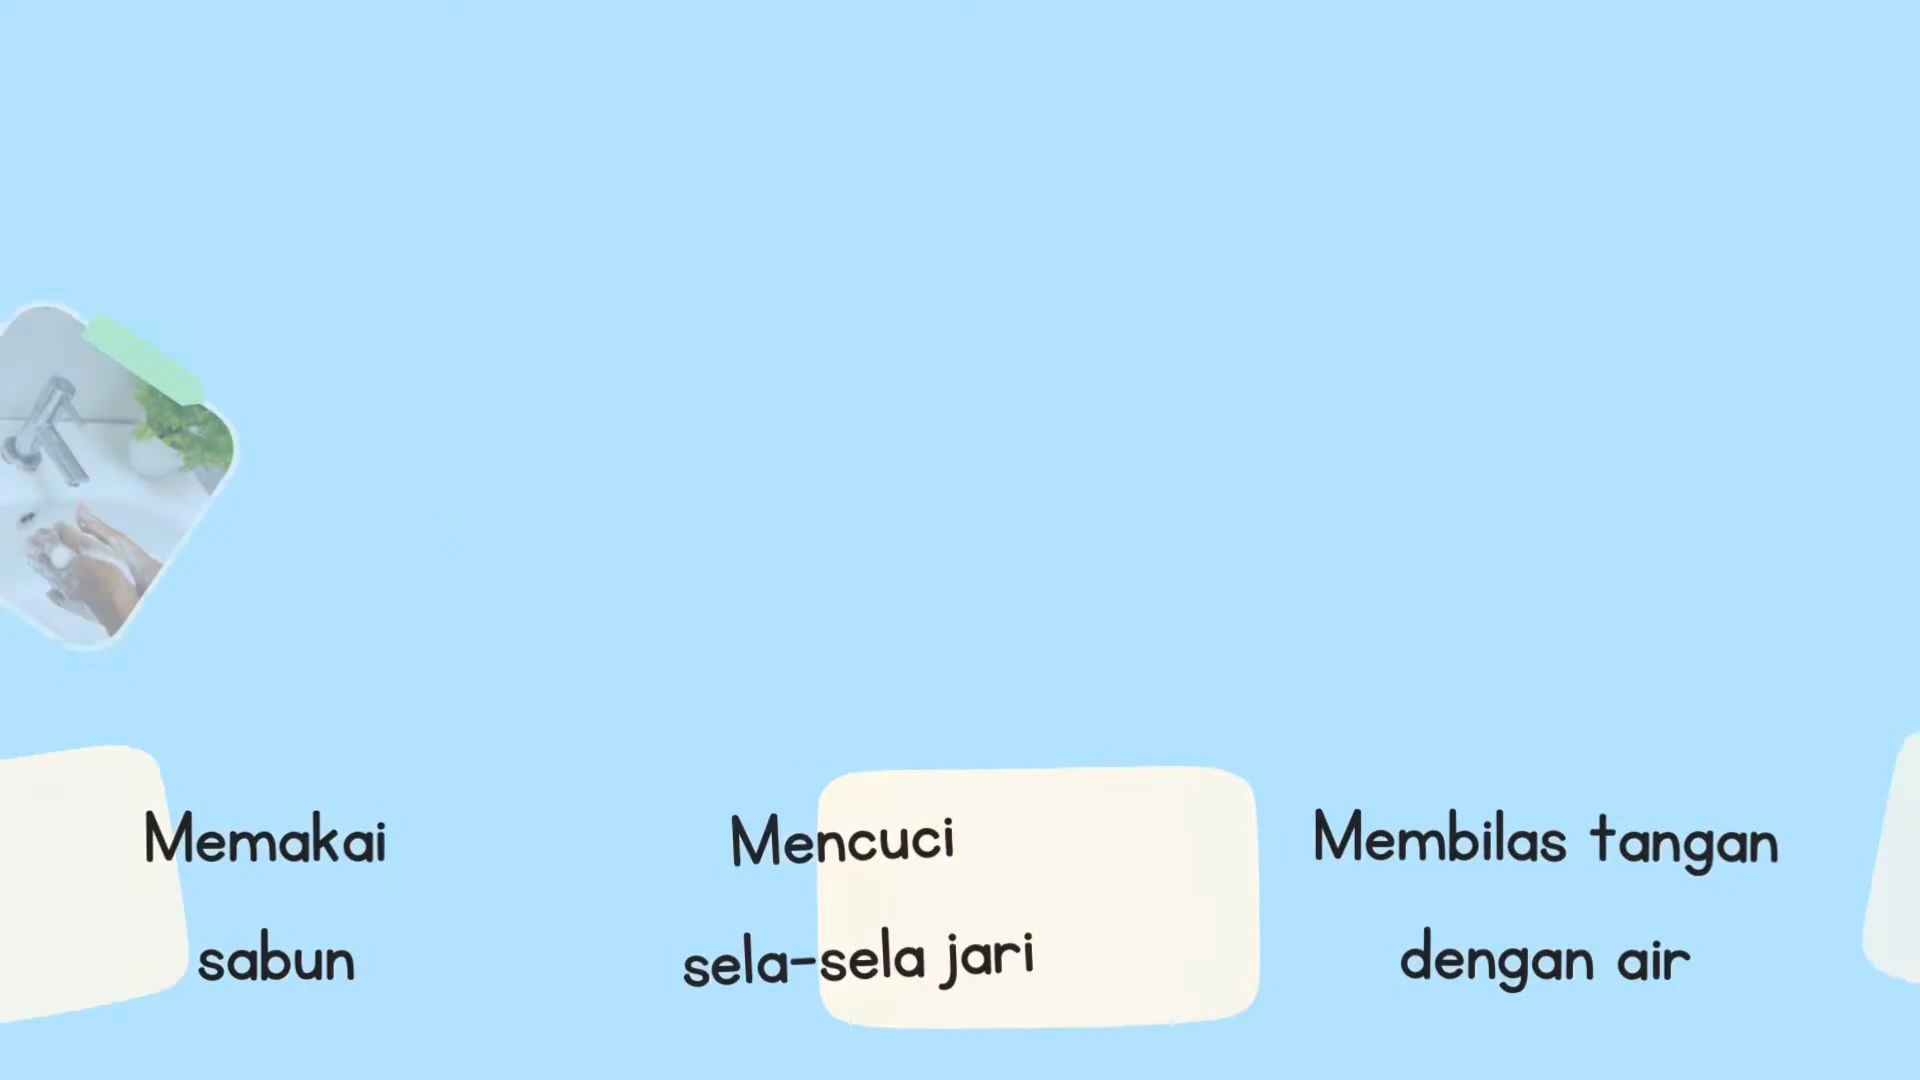 Memakai
sabun
Mencuci
sela-sela jari
Membilas tangan
dengan air